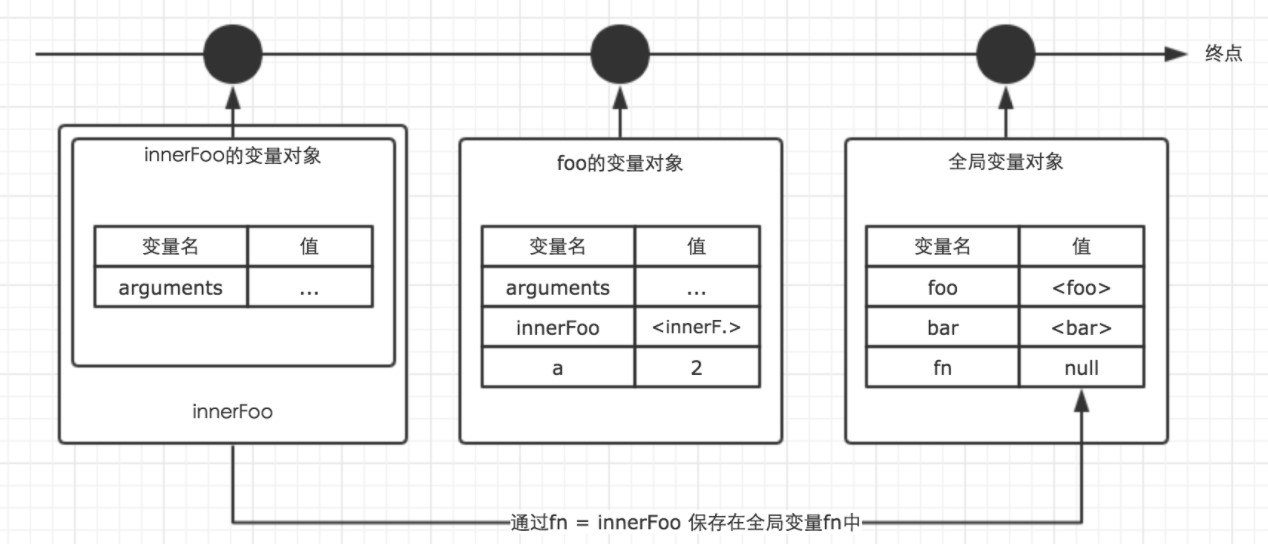 终点
innerFoo的变量对象
变量名 值
arguments ...
innerFoo
foo的变量对象
变量名 值
arguments ...
innerFoo <innerF.>
a 2
全局变量对象
变量名 值
foo <foo>
bar <bar>
fn null
通过fn = innerFoo 保存在全局变量fn中